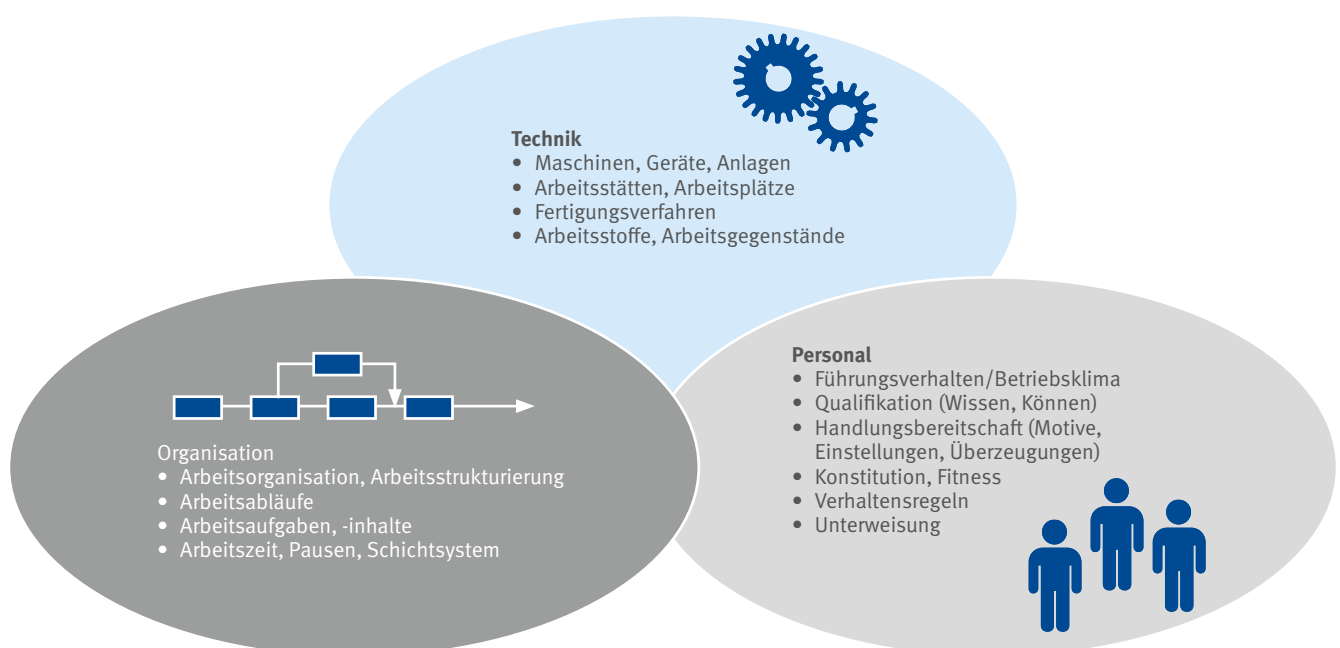 Technik
• Maschinen, Geräte, Anlagen
• Arbeitsstätten, Arbeitsplätze
• Fertigungsverfahren
• Arbeitsstoffe, Arbeitsgegenstände
Organisation
• Arbeitsorganisation, Arbeitsstrukturierung
• Arbeitsabläufe
• Arbeitsaufgaben, -inhalte
• Arbeitszeit, Pausen, Schichtsystem
Personal
• Führungsverhalten/Betriebsklima
• Qualifikation (Wissen, Können)
• Handlungsbereitschaft (Motive,
Einstellungen, Überzeugungen)
• Konstitution, Fitness
• Verhaltensregeln
• Unterweisung